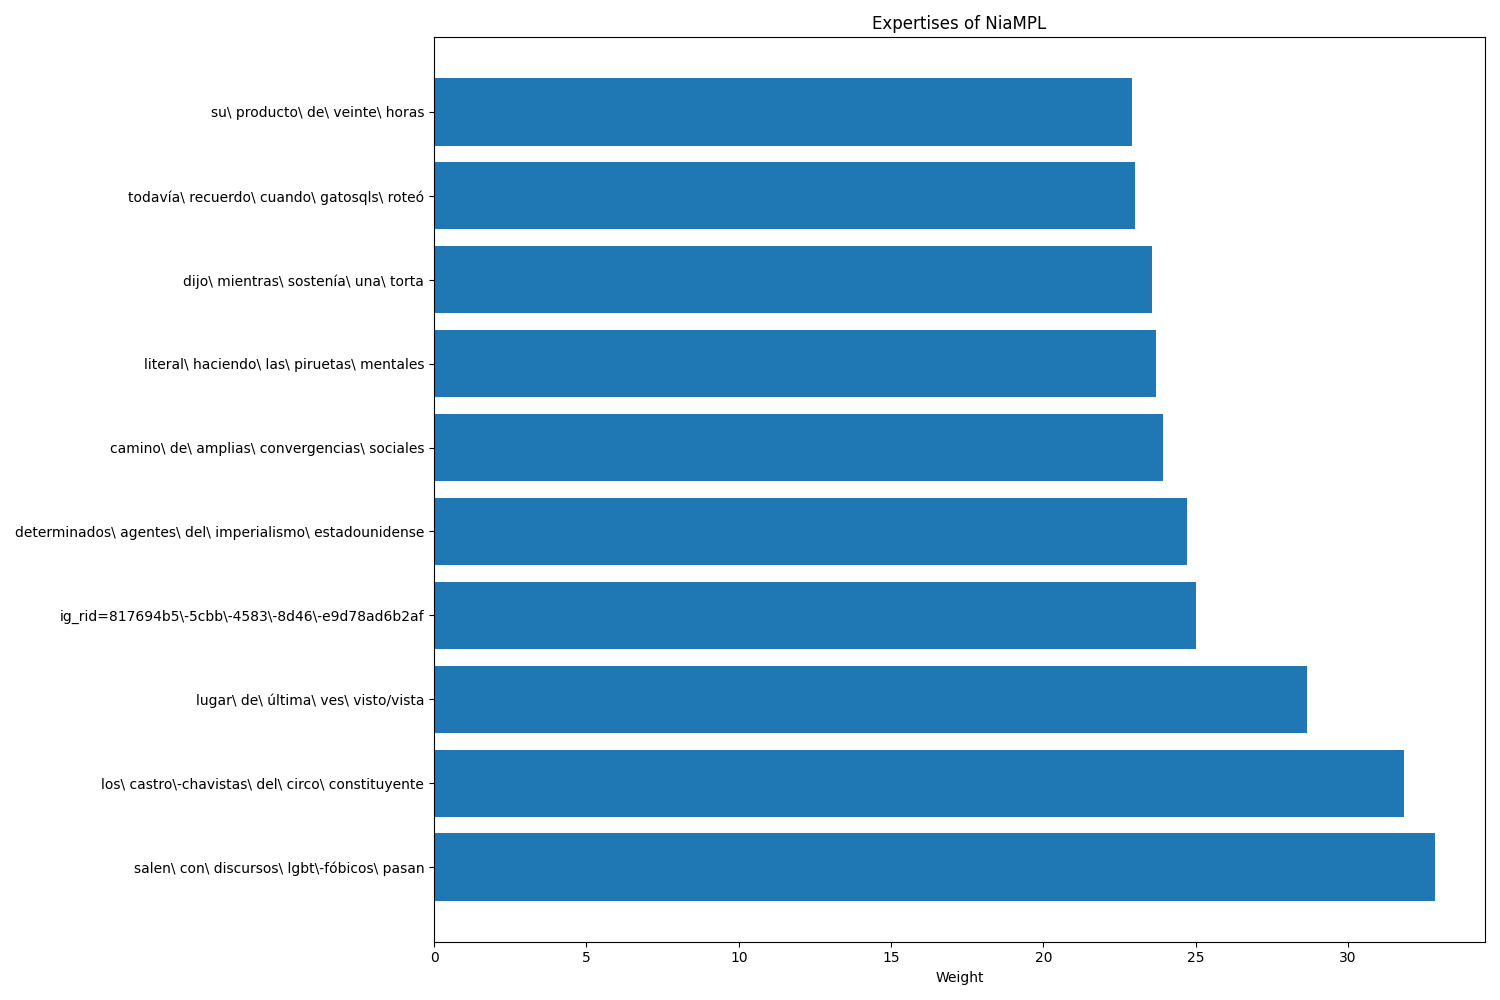 Expertises of NiaMPL
su\ producto\ de\ veinte\ horas
todavía\ recuerdo\ cuando\ gatosqls\ roteó
dijo\ mientras\ sostenía\ una\ torta
literal\ haciendo\ las\ piruetas\ mentales
camino\ de\ amplias\ convergencias\ sociales
determinados\ agentes\ del\ imperialismo\ estadounidense
ig_rid=817694b5\-5cbb\-4583\-8d46\-e9d78ad6b2af
lugar\ de\ última\ ves\ visto/vista
los\ castro\-chavistas\ del\ circo\ constituyente
salen\ con\ discursos\ lgbt\-fóbicos\ pasan
0 5 10 15 20 25 30
Weight